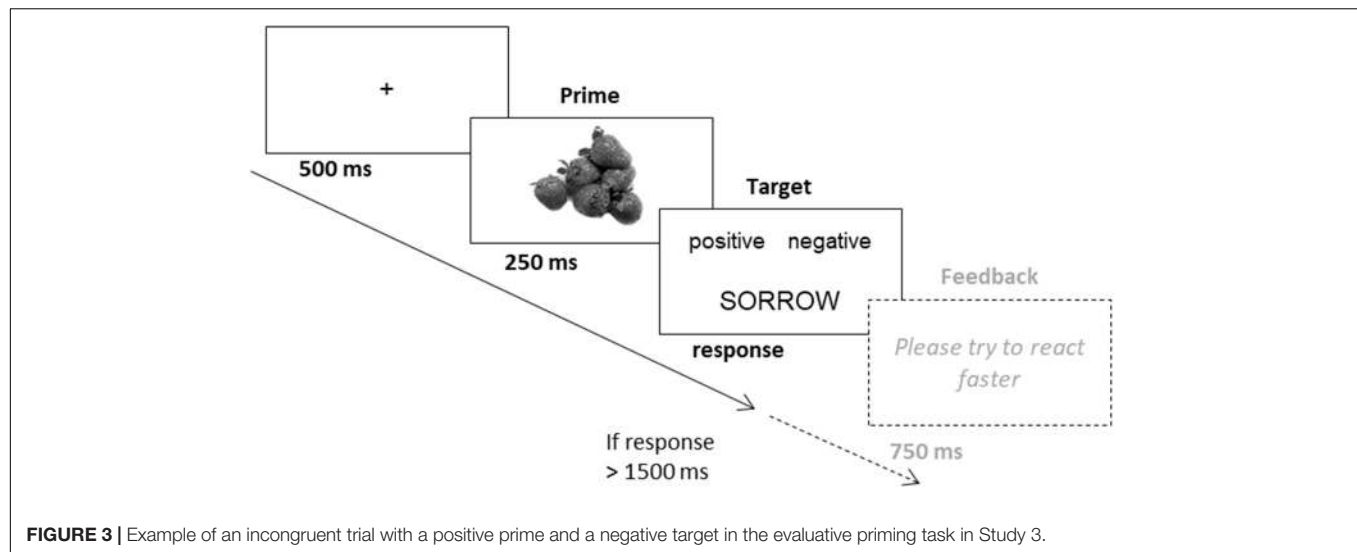 +
Prime
500 ms
Target
250 ms
positive negative
SORROW
Feedback
response
Please try to react
faster
If response
> 1500 ms
750 ms
FIGURE 3 | Example of an incongruent trial with a positive prime and a negative target in the evaluative priming task in Study 3.